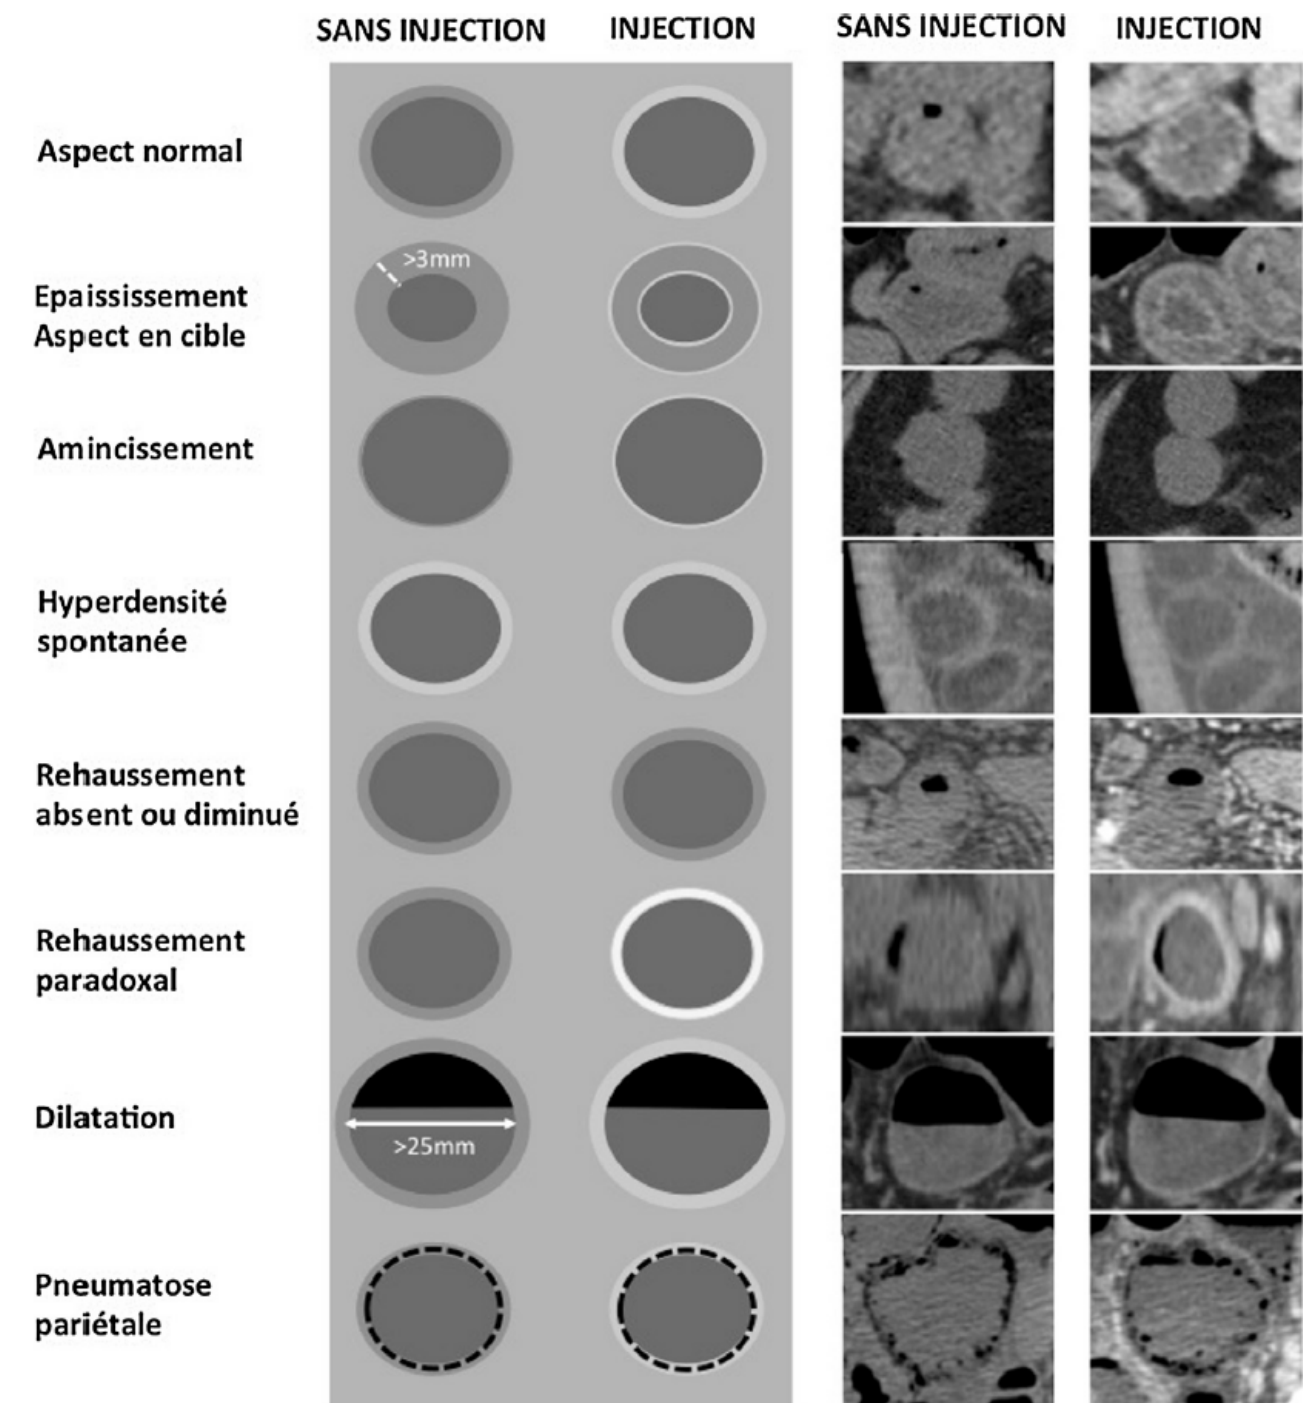 SANS INJECTION
INJECTION
SANS INJECTION
INJECTION
Aspect normal
>3mm
Epaississement
Aspect en cible
Amincissement
Hyperdensité
spontanée
Rehaussement
absent ou diminué
Rehaussement
paradoxal
Dilatation
>25mm
Pneumatose
pariétale